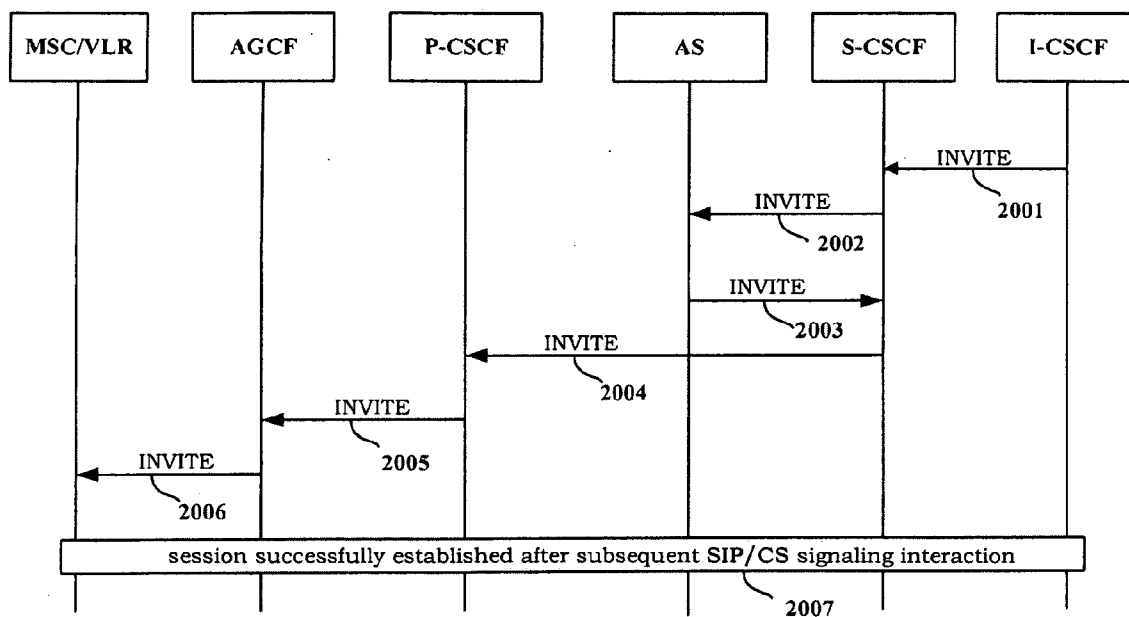 MSC/VLR AGCF P-CSCF AS S-CSCF I-CSCF
INVITE
2001
INVITE
2002
INVITE
2003
INVITE
2004
INVITE
2005
INVITE
2006
session successfully established after subsequent SIP/CS signaling interaction
2007